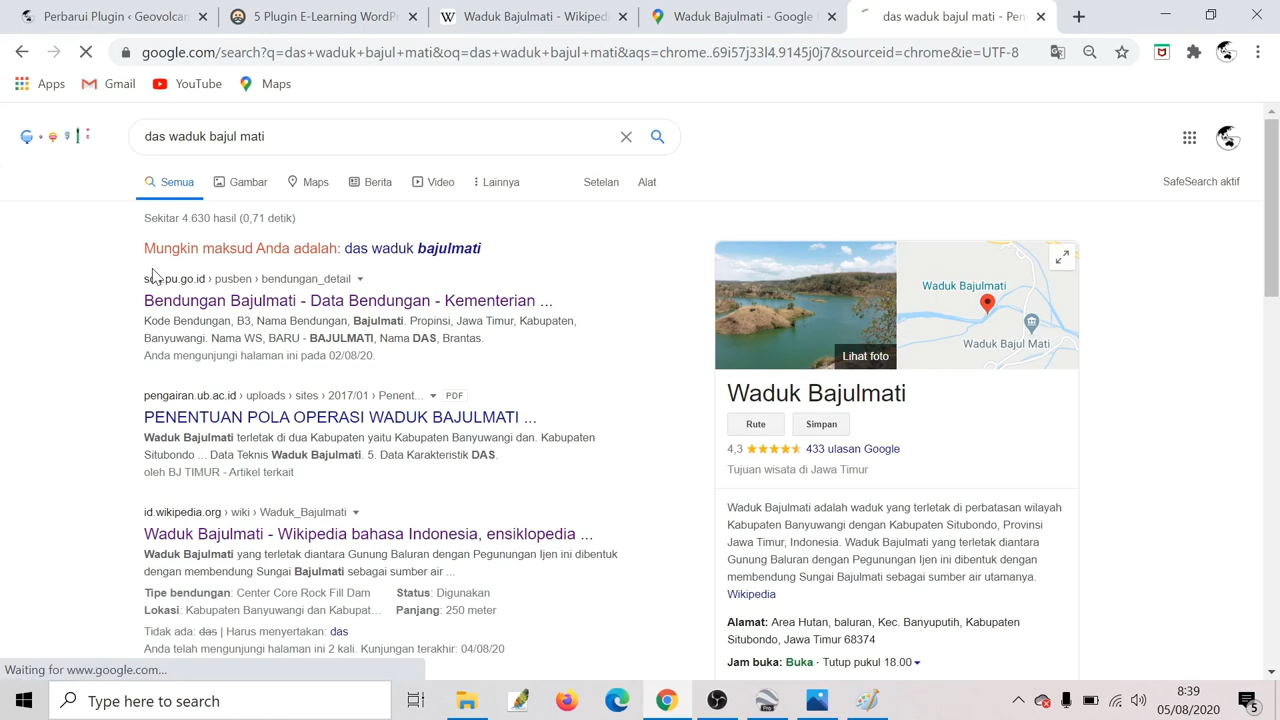 Perbarui Plugin ‹ Geovolcan
5 Plugin E-Learning WordPr
Waduk Bajulmati - Wikipedi
Waduk Bajulmati - Google
das waduk bajul mati - Pen
google.com/search?q=das+waduk+bajul+mati&oq=das+waduk+bajul+mati&aqs=chrome..69i57j33l4.9145j0j7&sourceid=chrome&ie=UTF-8
Apps
Gmail
YouTube
Maps
das waduk bajul mati
Semua
Gambar
Maps
Berita
Video
Lainnya
Setelan
Alat
SafeSearch aktif
Sekitar 4.630 hasil (0,71 detik)
Mungkin maksud Anda adalah: das waduk bajulmati
pu.go.id › pusben › bendungan_detail
Bendungan Bajulmati - Data Bendungan - Kementerian ...
Kode Bendungan, B3, Nama Bendungan, Bajulmati. Propinsi, Jawa Timur, Kabupaten,
Banyuwangi. Nama WS, BARU - BAJULMATI, Nama DAS, Brantas.
Anda mengunjungi halaman ini pada 02/08/20.
pengairan.ub.ac.id › uploads › sites › 2017/01 › Penent... PDF
PENENTUAN POLA OPERASI WADUK BAJULMATI ...
Waduk Bajulmati terletak di dua Kabupaten yaitu Kabupaten Banyuwangi dan. Kabupaten
Situbondo ... Data Teknis Waduk Bajulmati. 5. Data Karakteristik DAS.
oleh BJ TIMUR - Artikel terkait
id.wikipedia.org › wiki › Waduk_Bajulmati
Waduk Bajulmati - Wikipedia bahasa Indonesia, ensiklopedia ...
Waduk Bajulmati yang terletak diantara Gunung Baluran dengan Pegunungan Ijen ini dibentuk
dengan membendung Sungai Bajulmati sebagai sumber air ...
Tipe bendungan: Center Core Rock Fill Dam
Status: Digunakan
Lokasi: Kabupaten Banyuwangi dan Kabupat...
Panjang: 250 meter
Tidak ada: das | Harus menyertakan: das
Anda telah mengunjungi halaman ini 2 kali. Kunjungan terakhir: 04/08/20
Lihat foto
Waduk Bajulmati
Waduk Bajul Mati
Waduk Bajulmati
Rute
Simpan
4,3
433 ulasan Google
Tujuan wisata di Jawa Timur
Waduk Bajulmati adalah waduk yang terletak di perbatasan wilayah
Kabupaten Banyuwangi dengan Kabupaten Situbondo, Provinsi
Jawa Timur, Indonesia. Waduk Bajulmati yang terletak diantara
Gunung Baluran dengan Pegunungan Ijen ini dibentuk dengan
membendung Sungai Bajulmati sebagai sumber air utamanya.
Wikipedia
Alamat: Area Hutan, baluran, Kec. Banyuputih, Kabupaten
Situbondo, Jawa Timur 68374
Jam buka: Buka · Tutup pukul 18.00
Waiting for www.google.com...
Type here to search
8:39
05/08/2020
5